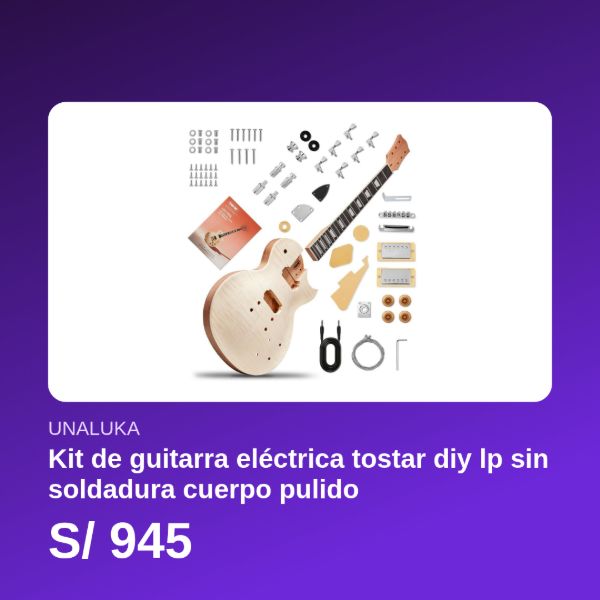 UNALUKA
Kit de guitarra eléctrica tostar diy lp sin
soldadura cuerpo pulido
S/ 945